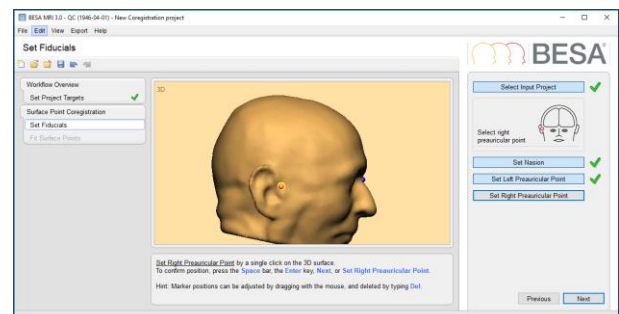 BESA MRI 3.0 - QC (1946-04-01) - New Coregistration project
File Edit View Export Help
Set Fiducials
BESA
Workflow Overview
Set Project Targets
Surface Point Coregistration
Set Fiducials
Fit Surface Points
3D
Set Right Preauricular Point by a single click on the 3D surface.
To confirm position, press the Space bar, the Enter key, Next, or Set Right Preauricular Point.
Hint: Marker positions can be adjusted by dragging with the mouse, and deleted by typing Del.
Select Input Project
Select right
preauricular point
Set Nasion
Set Left Preauricular Point
Set Right Preauricular Point
Previous Next